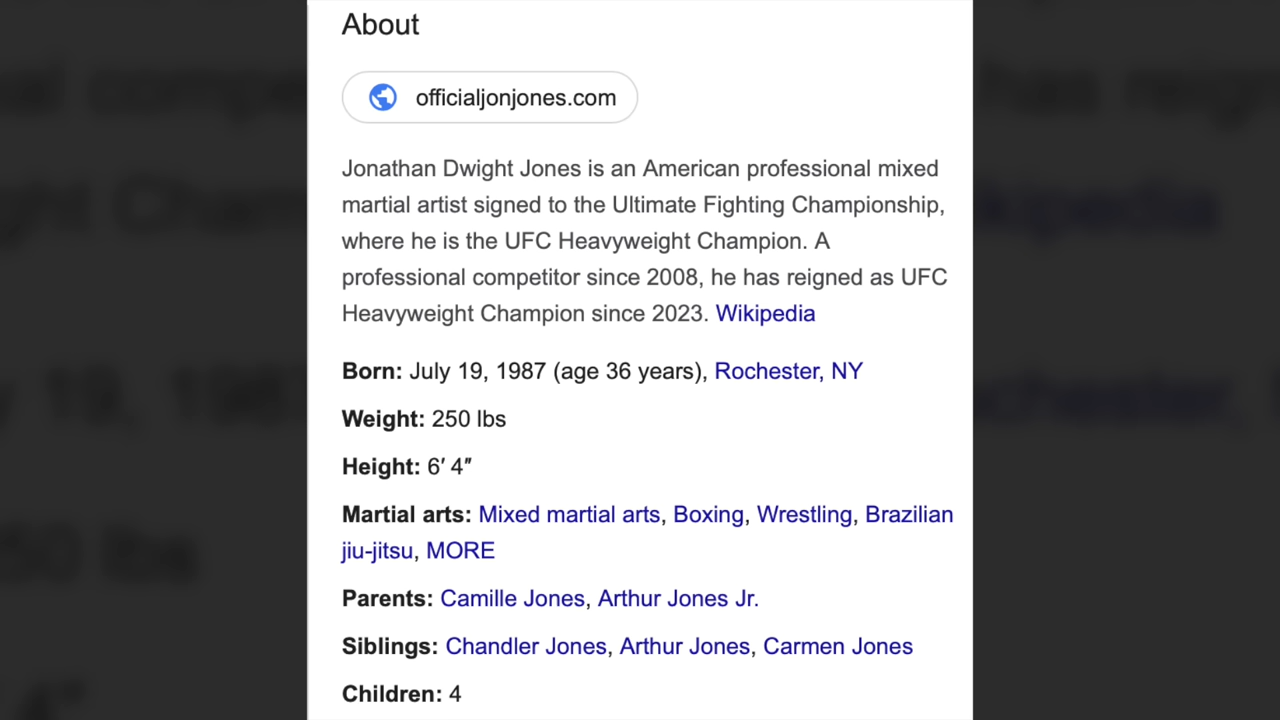 About
officialjonjones.com
Jonathan Dwight Jones is an American professional mixed
martial artist signed to the Ultimate Fighting Championship,
where he is the UFC Heavyweight Champion. A
professional competitor since 2008, he has reigned as UFC
Heavyweight Champion since 2023. Wikipedia
Born: July 19, 1987 (age 36 years), Rochester, NY
Weight: 250 lbs
Height: 6′ 4″
Martial arts: Mixed martial arts, Boxing, Wrestling, Brazilian
jiu-jitsu, MORE
Parents: Camille Jones, Arthur Jones Jr.
Siblings: Chandler Jones, Arthur Jones, Carmen Jones
Children: 4